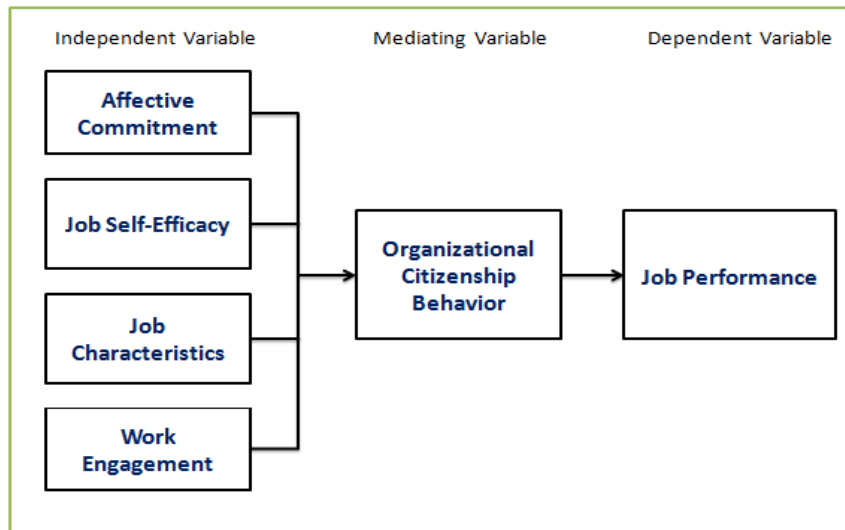 Independent Variable
Mediating Variable
Dependent Variable
Affective
Commitment
Job Self-Efficacy
Job
Characteristics
Work
Engagement
Organizational
Citizenship
Behavior
Job Performance